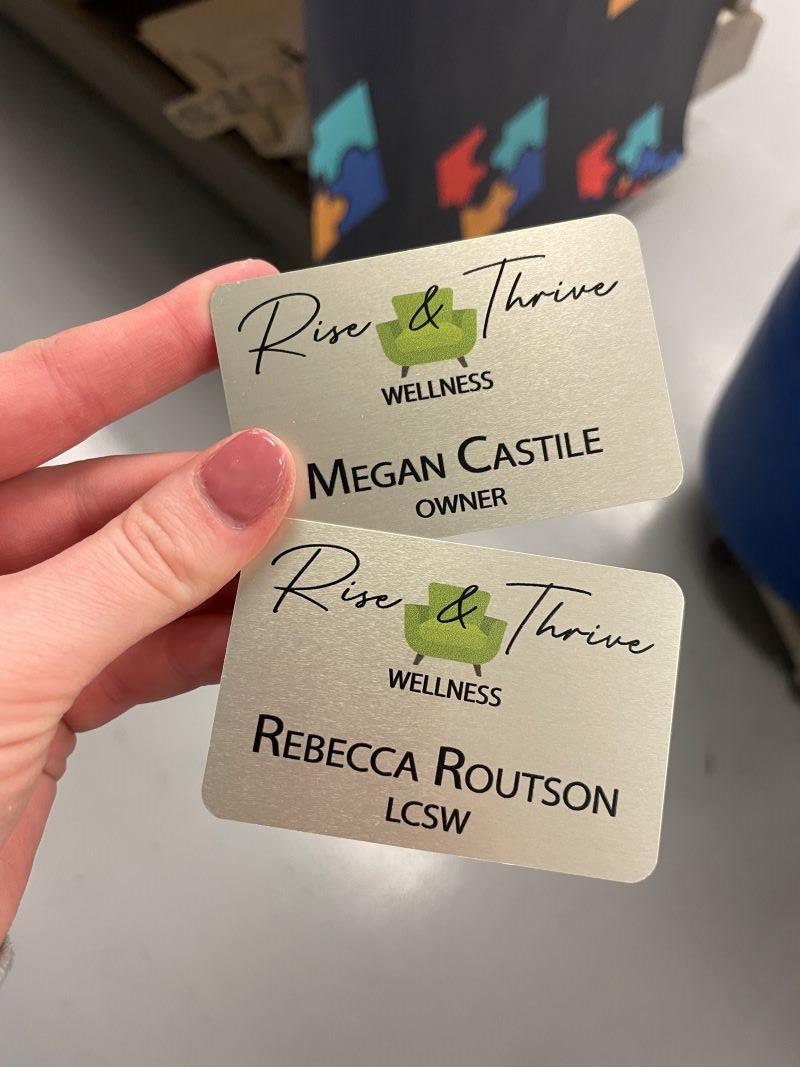 Rise & Thrive
WELLNESS
MEGAN CASTILE
OWNER
Rise & Thrive
WELLNESS
REBECCA ROUTSON
LCSW